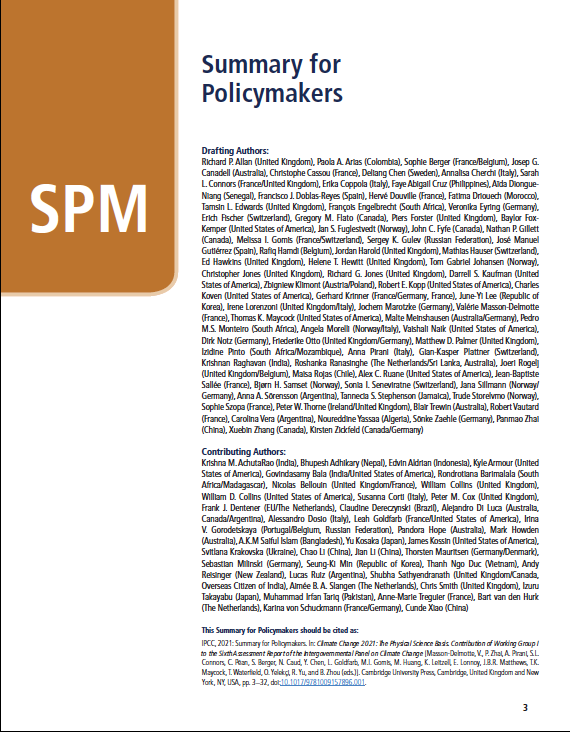 SPM
Summary for
Policymakers
Drafting Authors:
Richard P. Allan (United Kingdom), Paola A. Arias (Colombia), Sophie Berger (France/Belgium), Josep G.
Canadell (Australia), Christophe Cassou (France), Deliang Chen (Sweden), Annalisa Cherchi (Italy), Sarah
L. Connors (France/United Kingdom), Erika Coppola (Italy), Faye Abigail Cruz (Philippines), Aïda Diongue-
Niang (Senegal), Francisco J. Doblas-Reyes (Spain), Hervé Douville (France), Fatima Driouech (Morocco),
Tamsin L. Edwards (United Kingdom), François Engelbrecht (South Africa), Veronika Eyring (Germany),
Erich Fischer (Switzerland), Gregory M. Flato (Canada), Piers Forster (United Kingdom), Baylor Fox-
Kemper (United States of America), Jan S. Fuglestvedt (Norway), John C. Fyfe (Canada), Nathan P. Gillett
(Canada), Melissa I. Gomis (France/Switzerland), Sergey K. Gulev (Russian Federation), José Manuel
Gutiérrez (Spain), Rafiq Hamdi (Belgium), Jordan Harold (United Kingdom), Mathias Hauser (Switzerland),
Ed Hawkins (United Kingdom), Helene T. Hewitt (United Kingdom), Tom Gabriel Johansen (Norway),
Christopher Jones (United Kingdom), Richard G. Jones (United Kingdom), Darrell S. Kaufman (United
States of America), Zbigniew Klimont (Austria/Poland), Robert E. Kopp (United States of America), Charles
Koven (United States of America), Gerhard Krinner (France/Germany, France), June-Yi Lee (Republic of
Korea), Irene Lorenzoni (United Kingdom/Italy), Jochem Marotzke (Germany), Valérie Masson-Delmotte
(France), Thomas K. Maycock (United States of America), Malte Meinshausen (Australia/Germany), Pedro
M.S. Monteiro (South Africa), Angela Morelli (Norway/Italy), Vaishali Naik (United States of America),
Dirk Notz (Germany), Friederike Otto (United Kingdom/Germany), Matthew D. Palmer (United Kingdom),
Izidine Pinto (South Africa/Mozambique), Anna Pirani (Italy), Gian-Kasper Plattner (Switzerland),
Krishnan Raghavan (India), Roshanka Ranasinghe (The Netherlands/Sri Lanka, Australia), Joeri Rogelj
(United Kingdom/Belgium), Maisa Rojas (Chile), Alex C. Ruane (United States of America), Jean-Baptiste
Sallée (France), Bjørn H. Samset (Norway), Sonia I. Seneviratne (Switzerland), Jana Sillmann (Norway/
Germany), Anna A. Sörensson (Argentina), Tannecia S. Stephenson (Jamaica), Trude Storelvmo (Norway),
Sophie Szopa (France), Peter W. Thorne (Ireland/United Kingdom), Blair Trewin (Australia), Robert Vautard
(France), Carolina Vera (Argentina), Noureddine Yassaa (Algeria), Sönke Zaehle (Germany), Panmao Zhai
(China), Xuebin Zhang (Canada), Kirsten Zickfeld (Canada/Germany)
Contributing Authors:
Krishna M. AchutaRao (India), Bhupesh Adhikary (Nepal), Edvin Aldrian (Indonesia), Kyle Armour (United
States of America), Govindasamy Bala (India/United States of America), Rondrotiana Barimalala (South
Africa/Madagascar), Nicolas Bellouin (United Kingdom/France), William Collins (United Kingdom),
William D. Collins (United States of America), Susanna Corti (Italy), Peter M. Cox (United Kingdom),
Frank J. Dentener (EU/The Netherlands), Claudine Dereczynski (Brazil), Alejandro Di Luca (Australia,
Canada/Argentina), Alessandro Dosio (Italy), Leah Goldfarb (France/United States of America), Irina
V. Gorodetskaya (Portugal/Belgium, Russian Federation), Pandora Hope (Australia), Mark Howden
(Australia), A.K.M Saiful Islam (Bangladesh), Yu Kosaka (Japan), James Kossin (United States of America),
Svitlana Krakovska (Ukraine), Chao Li (China), Jian Li (China), Thorsten Mauritsen (Germany/Denmark),
Sebastian Milinski (Germany), Seung-Ki Min (Republic of Korea), Thanh Ngo Duc (Vietnam), Andy
Reisinger (New Zealand), Lucas Ruiz (Argentina), Shubha Sathyendranath (United Kingdom/Canada,
Overseas Citizen of India), Aimée B. A. Slangen (The Netherlands), Chris Smith (United Kingdom), Izuru
Takayabu (Japan), Muhammad Irfan Tariq (Pakistan), Anne-Marie Treguier (France), Bart van den Hurk
(The Netherlands), Karina von Schuckmann (France/Germany), Cunde Xiao (China)
This Summary for Policymakers should be cited as:
IPCC, 2021: Summary for Policymakers. In: Climate Change 2021: The Physical Science Basis. Contribution of Working Group I
to the Sixth Assessment Report of the Intergovernmental Panel on Climate Change [Masson-Delmotte, V., P. Zhai, A. Pirani, S.L.
Connors, C. Péan, S. Berger, N. Caud, Y. Chen, L. Goldfarb, M.I. Gomis, M. Huang, K. Leitzell, E. Lonnoy, J.B.R. Matthews, T.K.
Maycock, T. Waterfield, O. Yelekçi, R. Yu, and B. Zhou (eds.)]. Cambridge University Press, Cambridge, United Kingdom and New
York, NY, USA, pp. 3−32, doi:10.1017/9781009157896.001.
3